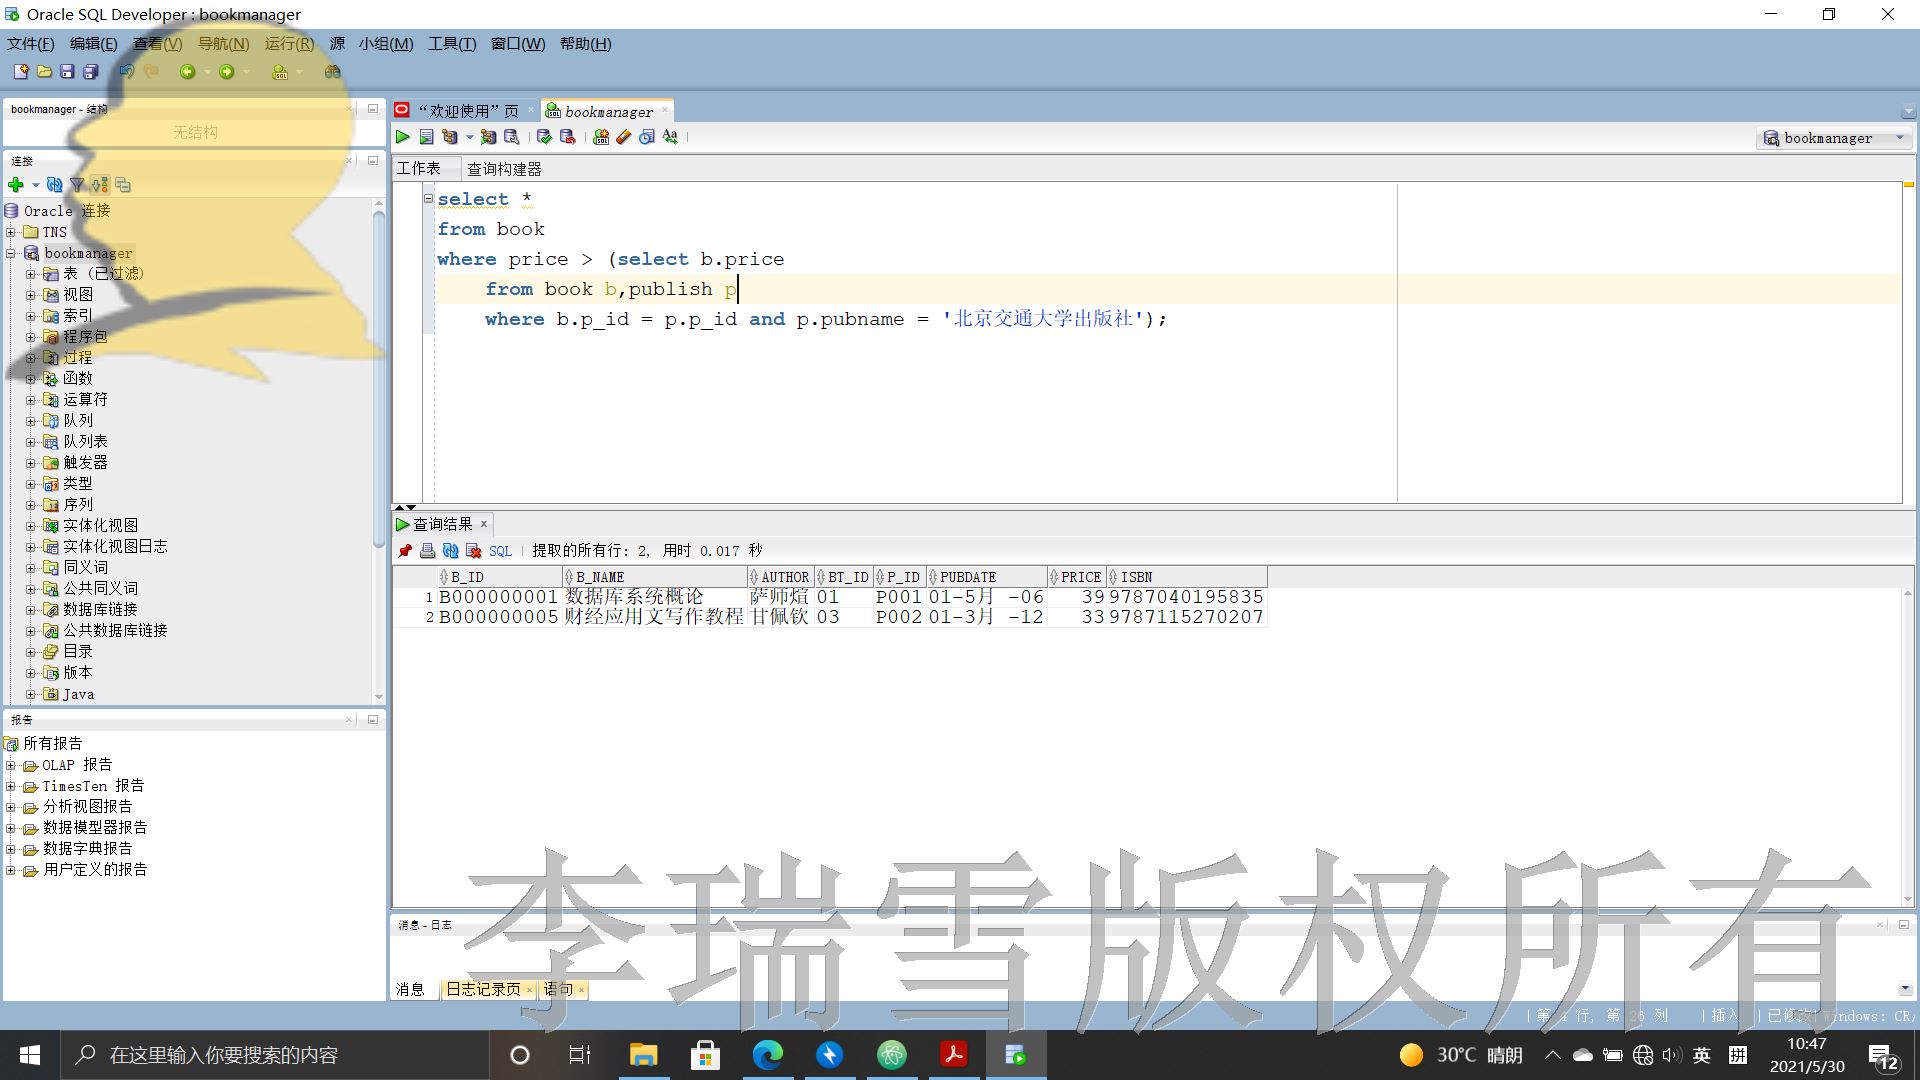 Oracle SQL Developer : bookmanager
文件(F) 编辑(E) 查看(V) 导航(N) 运行(R) 源 小组(M) 工具(T) 窗口(W) 帮助(H)
bookmanager - 结构
无结构
连接
Oracle 连接
TNS
bookmanager
表 (已过滤)
视图
索引
程序包
过程
函数
运算符
队列
队列表
触发器
类型
序列
实体化视图
实体化视图日志
同义词
公共同义词
数据库链接
公共数据库链接
目录
版本
Java
报告
所有报告
OLAP 报告
TimesTen 报告
分析视图报告
数据模型器报告
数据字典报告
用户定义的报告
“欢迎使用”页 bookmanager
bookmanager
工作表 查询构建器
select *
from book
where price > (select b.price
from book b,publish p
where b.p_id = p.p_id and p.pubname = '北京交通大学出版社');
查询结果 x
SQL | 提取的所有行: 2, 用时 0.017 秒
B_ID B_NAME AUTHOR BT_ID P_ID PUBDATE PRICE ISBN
1 B000000001 数据库系统概论 萨师煊 01 P001 01-5月 -06 39 9787040195835
2 B000000005 财经应用文写作教程 甘佩钦 03 P002 01-3月 -12 33 9787115270207
消息 - 日志
消息 日志记录页 语句
李瑞雪版权所有
在这里输入你要搜索的内容
30°C 晴朗
英
拼
10:47
2021/5/30
12